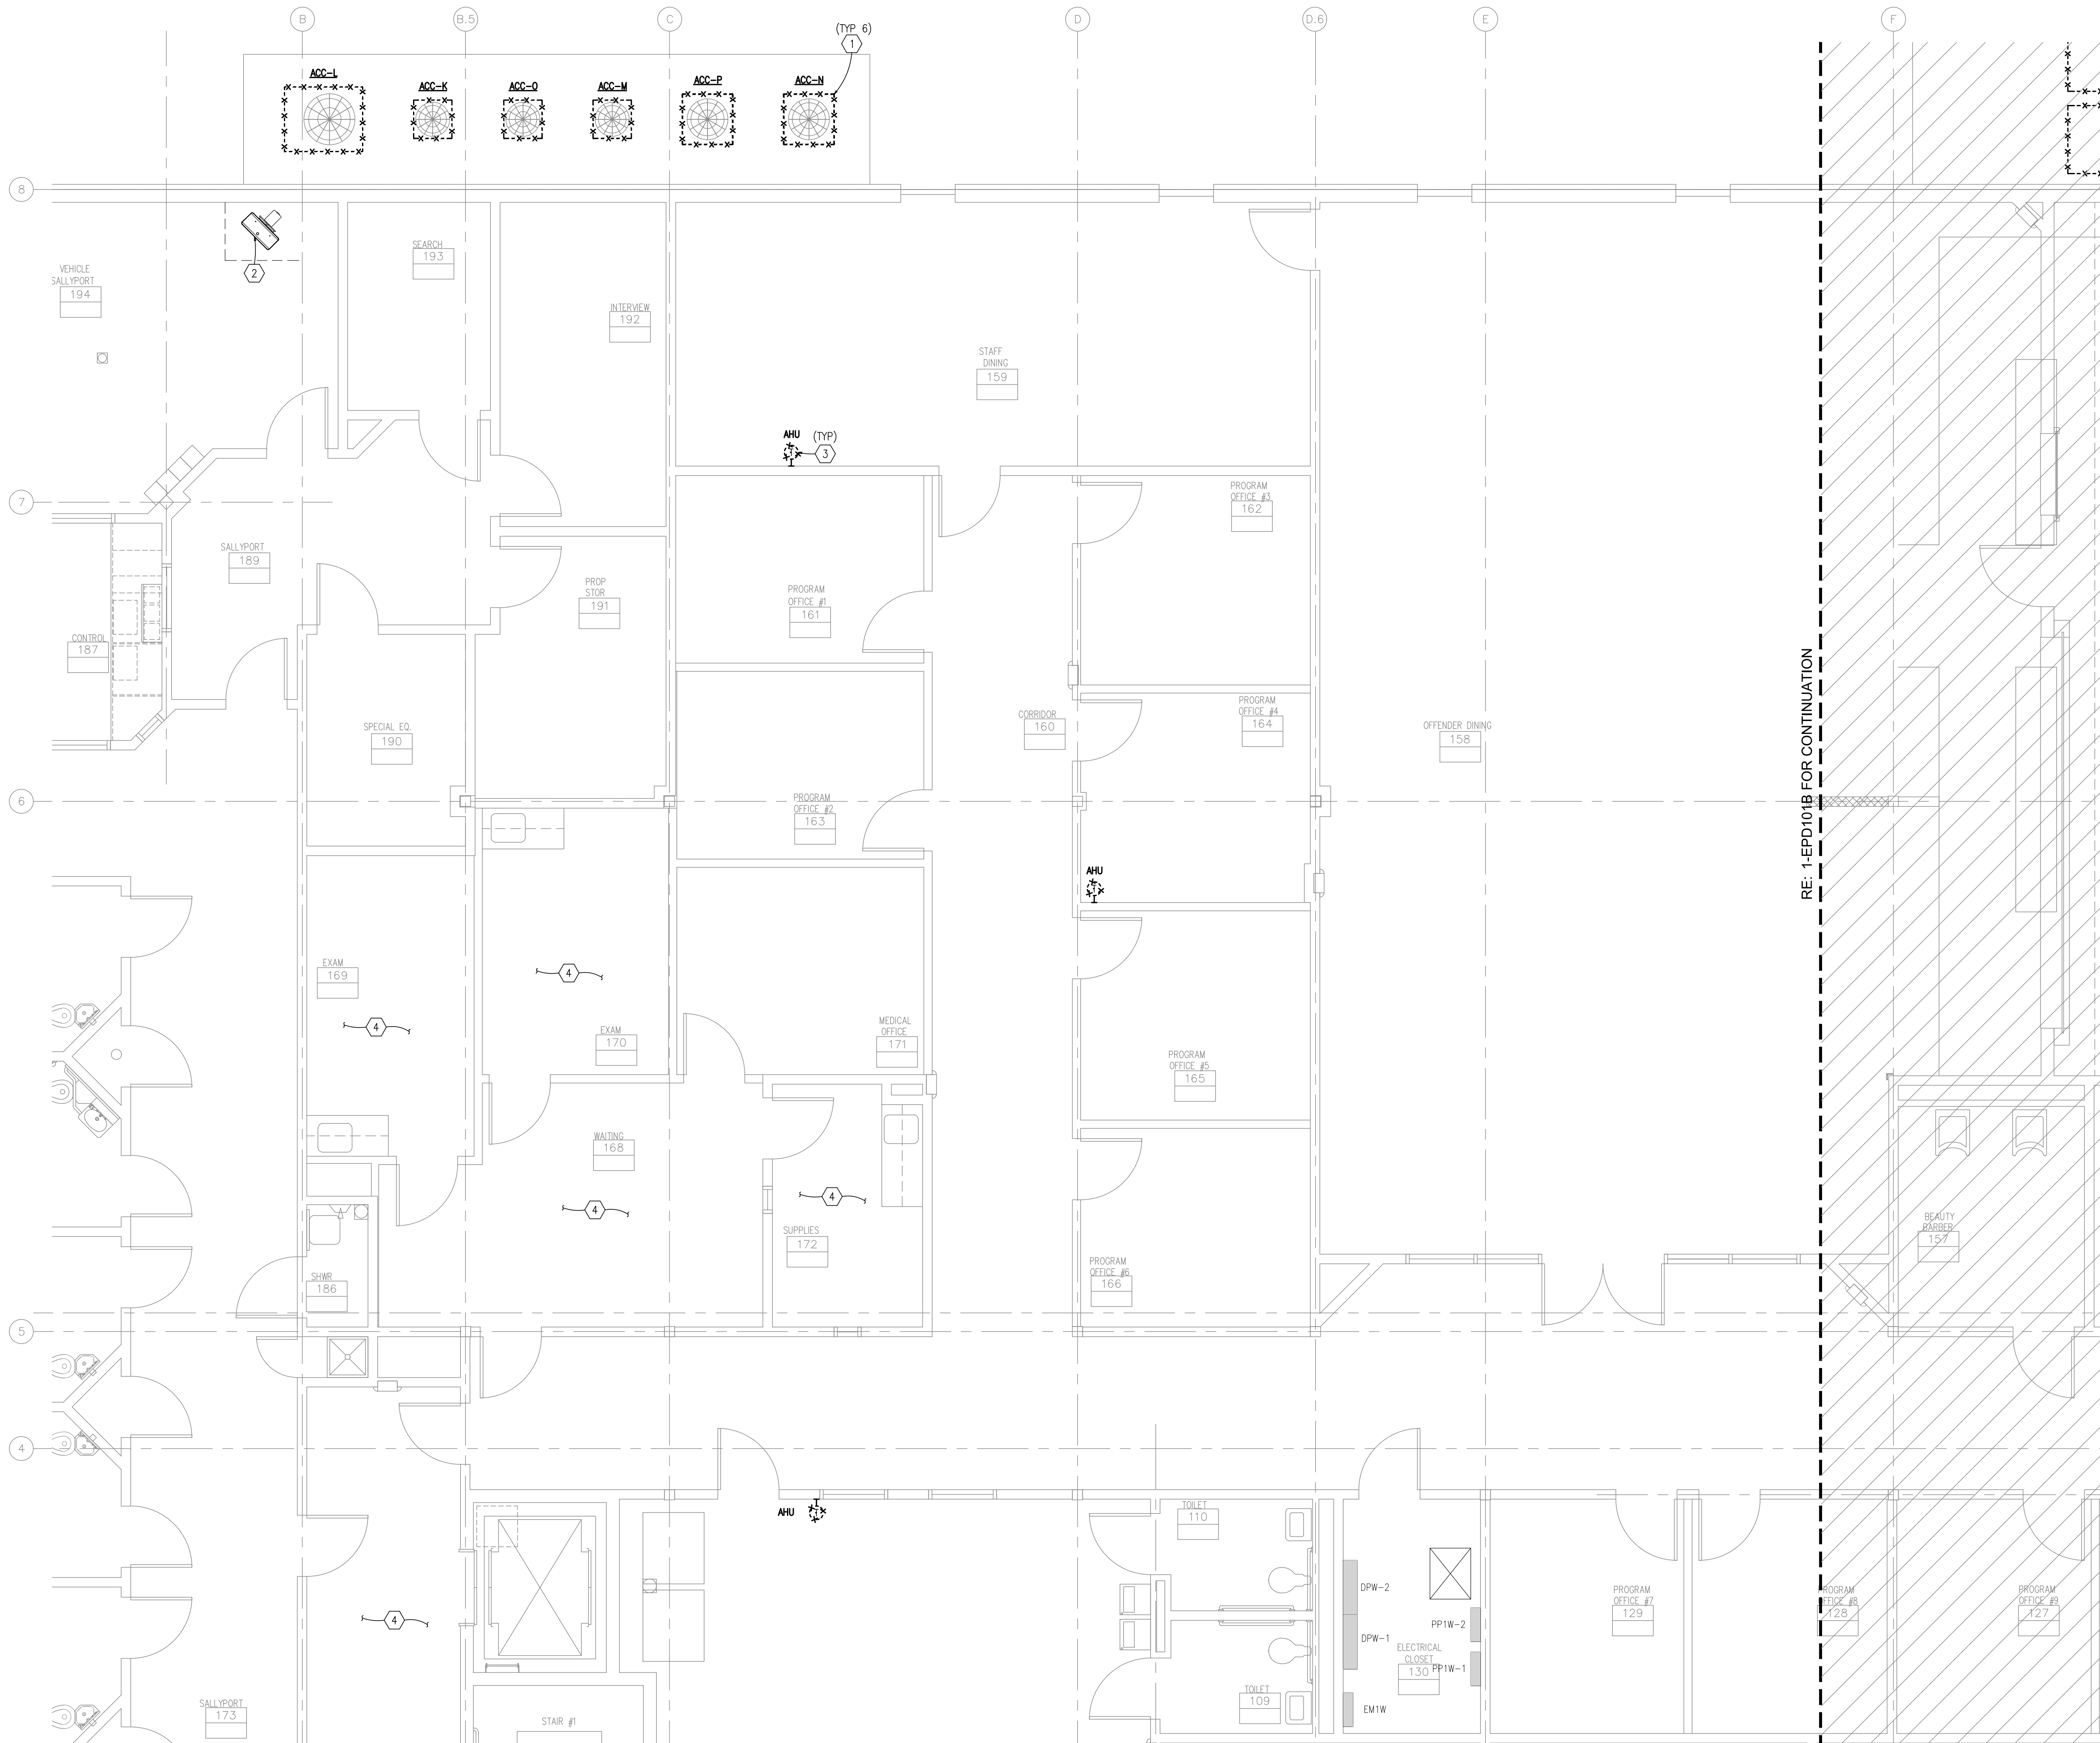 B
B.5
C
D
D.6
E
F
(TYP 6)
1
ACC-L
ACC-K
ACC-O
ACC-M
ACC-P
ACC-N
8
2
VEHICLE
SALLYPORT
194
SEARCH
193
INTERVIEW
192
STAFF
DINING
159
AHU
(TYP)
3
7
PROGRAM
OFFICE #3
162
SALLYPORT
189
PROP
STOR
191
PROGRAM
OFFICE #1
161
CONTROL
187
SPECIAL EQ.
190
CORRIDOR
160
PROGRAM
OFFICE #4
164
OFFENDER DINING
158
RE: 1-EPD101B FOR CONTINUATION
6
PROGRAM
OFFICE #2
163
AHU
EXAM
169
4
4
EXAM
170
MEDICAL
OFFICE
171
PROGRAM
OFFICE #5
165
WAITING
168
4
4
SUPPLIES
172
BEAUTY
BARBER
157
SHWR
186
PROGRAM
OFFICE #6
166
5
4
AHU
TOILET
110
DPW-2
PP1W-2
DPW-1
ELECTRICAL
CLOSET
130
PP1W-1
EM1W
PROGRAM
OFFICE #7
129
PROGRAM
OFFICE #8
128
PROGRAM
OFFICE #9
127
4
TOILET
109
SALLYPORT
173
STAIR #1